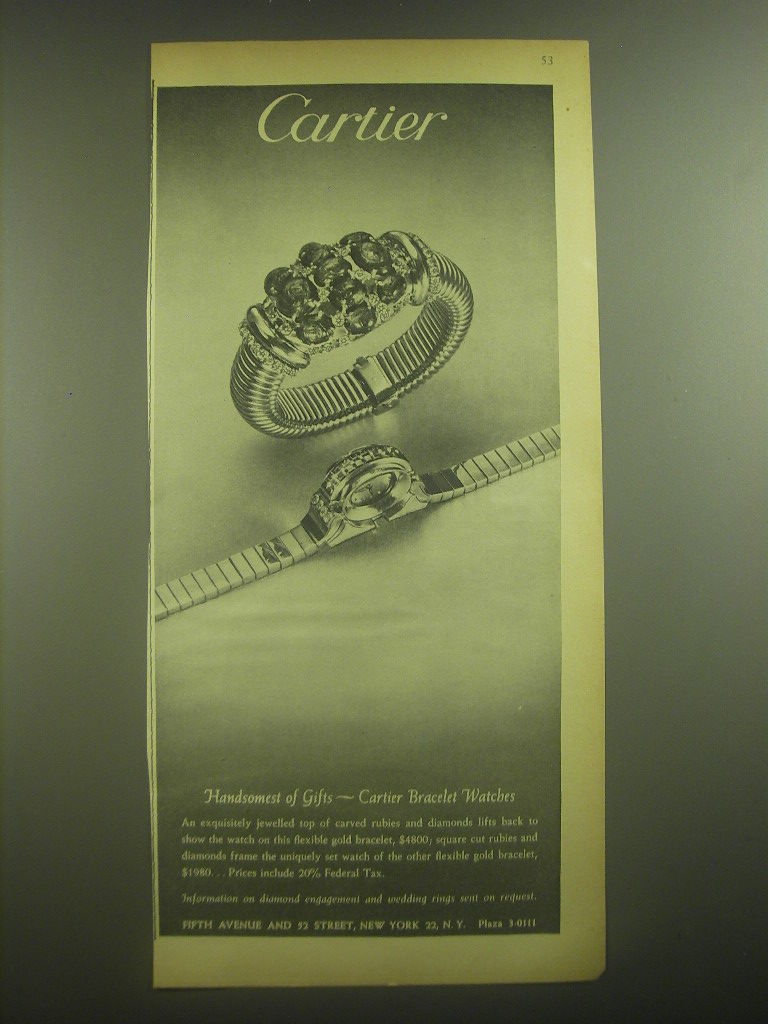 53
Cartier
Handsomest of Gifts — Cartier Bracelet Watches
An exquisitely jewelled top of carved rubies and diamonds lifts back to
show the watch on this flexible gold bracelet, $4800; square cut rubies and
diamonds frame the uniquely set watch of the other flexible gold bracelet,
$1980. . . Prices include 20% Federal Tax.
Information on diamond engagement and wedding rings sent on request.
FIFTH AVENUE AND 52 STREET, NEW YORK 22, N. Y. Plaza 3-0111